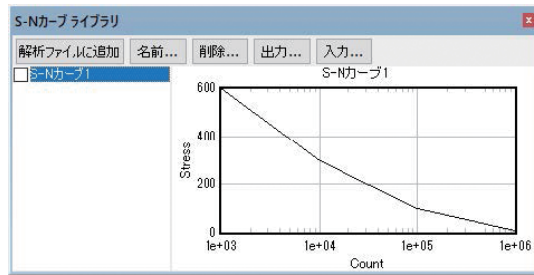 S-Nカーブ ライブラリ
解析ファイルに追加 名前... 削除... 出力... 入力...
S-Nカーブ1
S-Nカーブ1
600
400
200
0
Stress
1e+03 1e+04 1e+05 1e+06
Count